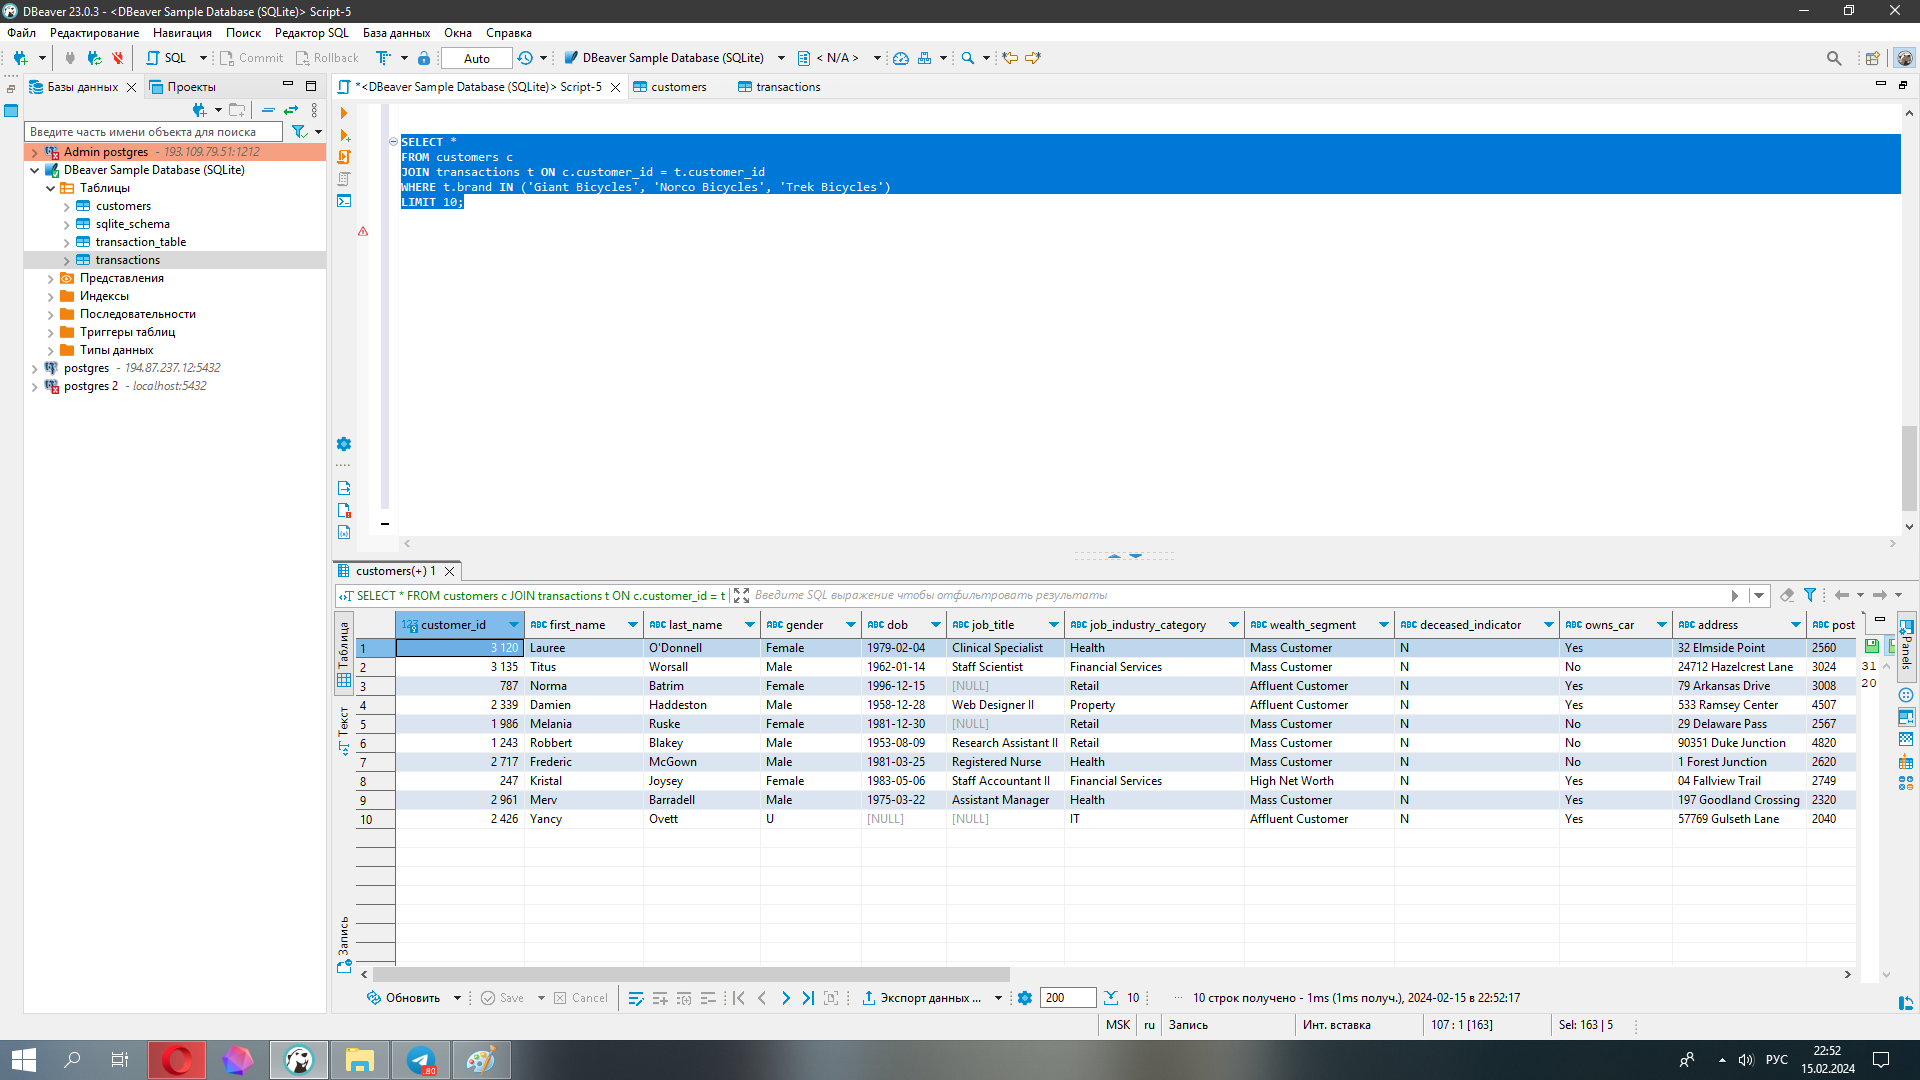 DBeaver 23.0.3 - <DBeaver Sample Database (SQLite)> Script-5
Файл Редактирование Навигация Поиск Редактор SQL База данных Окна Справка
SQL Commit Rollback Auto DBeaver Sample Database (SQLite) < N/A >
Базы данных Проекты
*<DBeaver Sample Database (SQLite)> Script-5 customers transactions
Введите часть имени объекта для поиска
Admin postgres - 193.109.79.51:1212
DBeaver Sample Database (SQLite)
Таблицы
customers
sqlite_schema
transaction_table
transactions
Представления
Индексы
Последовательности
Триггеры таблиц
Типы данных
postgres - 194.87.237.12:5432
postgres 2 - localhost:5432
SELECT *
FROM customers c
JOIN transactions t ON c.customer_id = t.customer_id
WHERE t.brand IN ('Giant Bicycles', 'Norco Bicycles', 'Trek Bicycles')
LIMIT 10;
customers(+) 1
SELECT * FROM customers c JOIN transactions t ON c.customer_id = t Введите SQL выражение чтобы отфильтровать результаты
Таблица
Текст
Запись
123 customer_id ABC first_name ABC last_name ABC gender ABC dob ABC job_title ABC job_industry_category ABC wealth_segment ABC deceased_indicator ABC owns_car ABC address ABC post
1 3 120 Lauree O'Donnell Female 1979-02-04 Clinical Specialist Health Mass Customer N Yes 32 Elmside Point 2560
2 3 135 Titus Worsall Male 1962-01-14 Staff Scientist Financial Services Mass Customer N No 24712 Hazelcrest Lane 3024
3 787 Norma Batrim Female 1996-12-15 [NULL] Retail Affluent Customer N Yes 79 Arkansas Drive 3008
4 2 339 Damien Haddeston Male 1958-12-28 Web Designer II Property Affluent Customer N Yes 533 Ramsey Center 4507
5 1 986 Melania Ruske Female 1981-12-30 [NULL] Retail Mass Customer N No 29 Delaware Pass 2567
6 1 243 Robbert Blakey Male 1953-08-09 Research Assistant II Retail Mass Customer N No 90351 Duke Junction 4820
7 2 717 Frederic McGown Male 1981-03-25 Registered Nurse Health Mass Customer N No 1 Forest Junction 2620
8 247 Kristal Joysey Female 1983-05-06 Staff Accountant II Financial Services High Net Worth N Yes 04 Fallview Trail 2749
9 2 961 Merv Barradell Male 1975-03-22 Assistant Manager Health Mass Customer N Yes 197 Goodland Crossing 2320
10 2 426 Yancy Ovett U [NULL] [NULL] IT Affluent Customer N Yes 57769 Gulseth Lane 2040
31
20
Panels
Обновить Save Cancel Экспорт данных ... 200 10 ... 10 строк получено - 1ms (1ms получ.), 2024-02-15 в 22:52:17
MSK ru Запись Инт. вставка 107 : 1 [163] Sel: 163 | 5
.80
РУС
22:52
15.02.2024